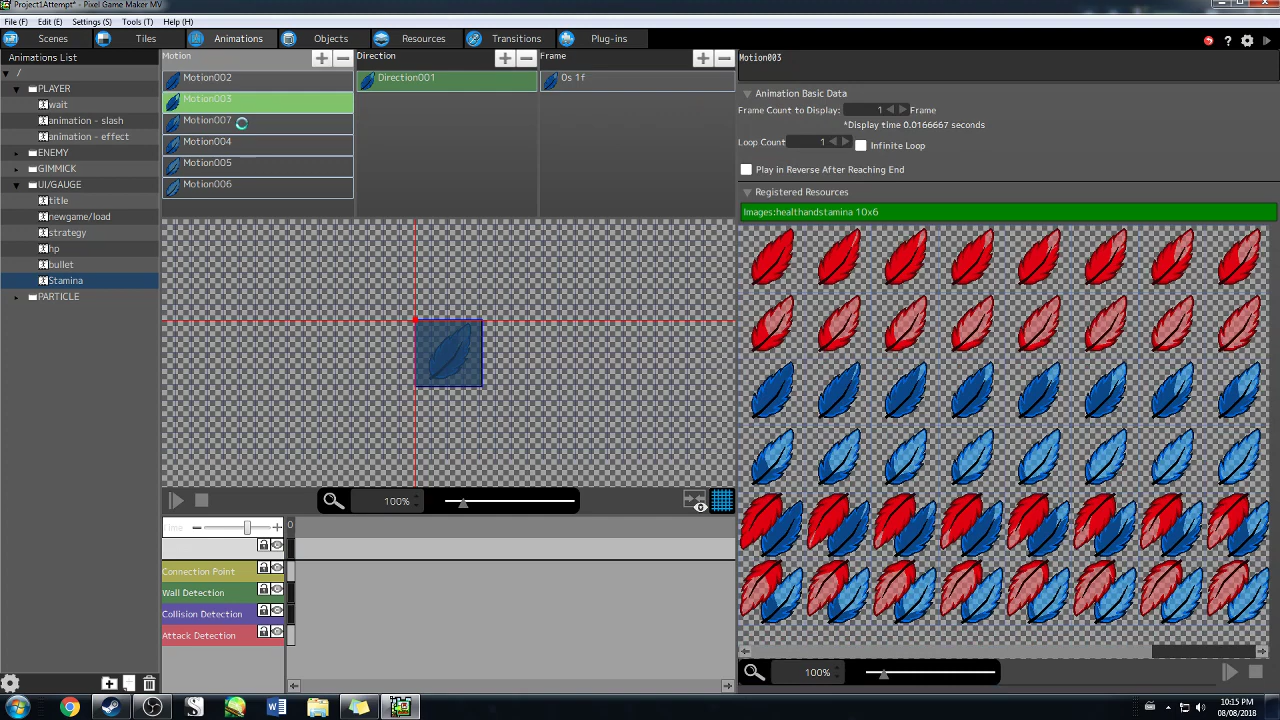 Project1Attempt* - Pixel Game Maker MV
File (F) Edit (E) Settings (S) Tools (T) Help (H)
Scenes Tiles Animations Objects Resources Transitions Plug-ins
Animations List
/
PLAYER
wait
animation - slash
animation - effect
ENEMY
GIMMICK
UI/GAUGE
title
newgame/load
strategy
hp
bullet
Stamina
PARTICLE
Motion
Motion002
Motion003
Motion007
Motion004
Motion005
Motion006
Direction
Direction001
Frame
0s 1f
100%
Time
0
Connection Point
Wall Detection
Collision Detection
Attack Detection
Motion003
Animation Basic Data
Frame Count to Display: 1 Frame
*Display time 0.0166667 seconds
Loop Count 1 Infinite Loop
Play in Reverse After Reaching End
Registered Resources
Images:healthandstamina 10x6
100%
10:15 PM
08/08/2018